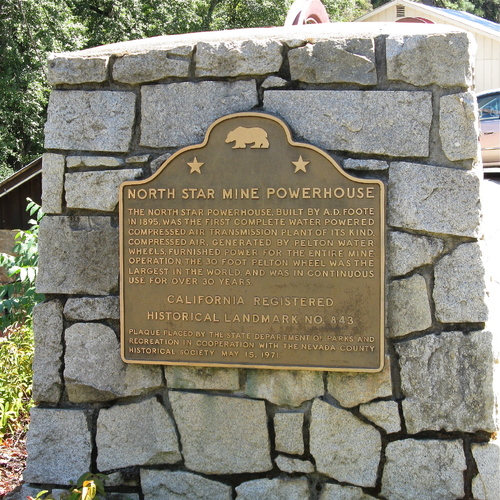 NORTH STAR MINE POWERHOUSE
THE NORTH STAR POWERHOUSE, BUILT BY A.D. FOOTE
IN 1895, WAS THE FIRST COMPLETE WATER POWERED
COMPRESSED AIR TRANSMISSION PLANT OF ITS KIND.
COMPRESSED AIR, GENERATED BY PELTON WATER
WHEELS, FURNISHED POWER FOR THE ENTIRE MINE
OPERATION. THE 30 FOOT PELTON WHEEL WAS THE
LARGEST IN THE WORLD, AND WAS IN CONTINUOUS
USE FOR OVER 30 YEARS.
CALIFORNIA REGISTERED
HISTORICAL LANDMARK NO. 843
PLAQUE PLACED BY THE STATE DEPARTMENT OF PARKS AND
RECREATION IN COOPERATION WITH THE NEVADA COUNTY
HISTORICAL SOCIETY MAY 15, 1971